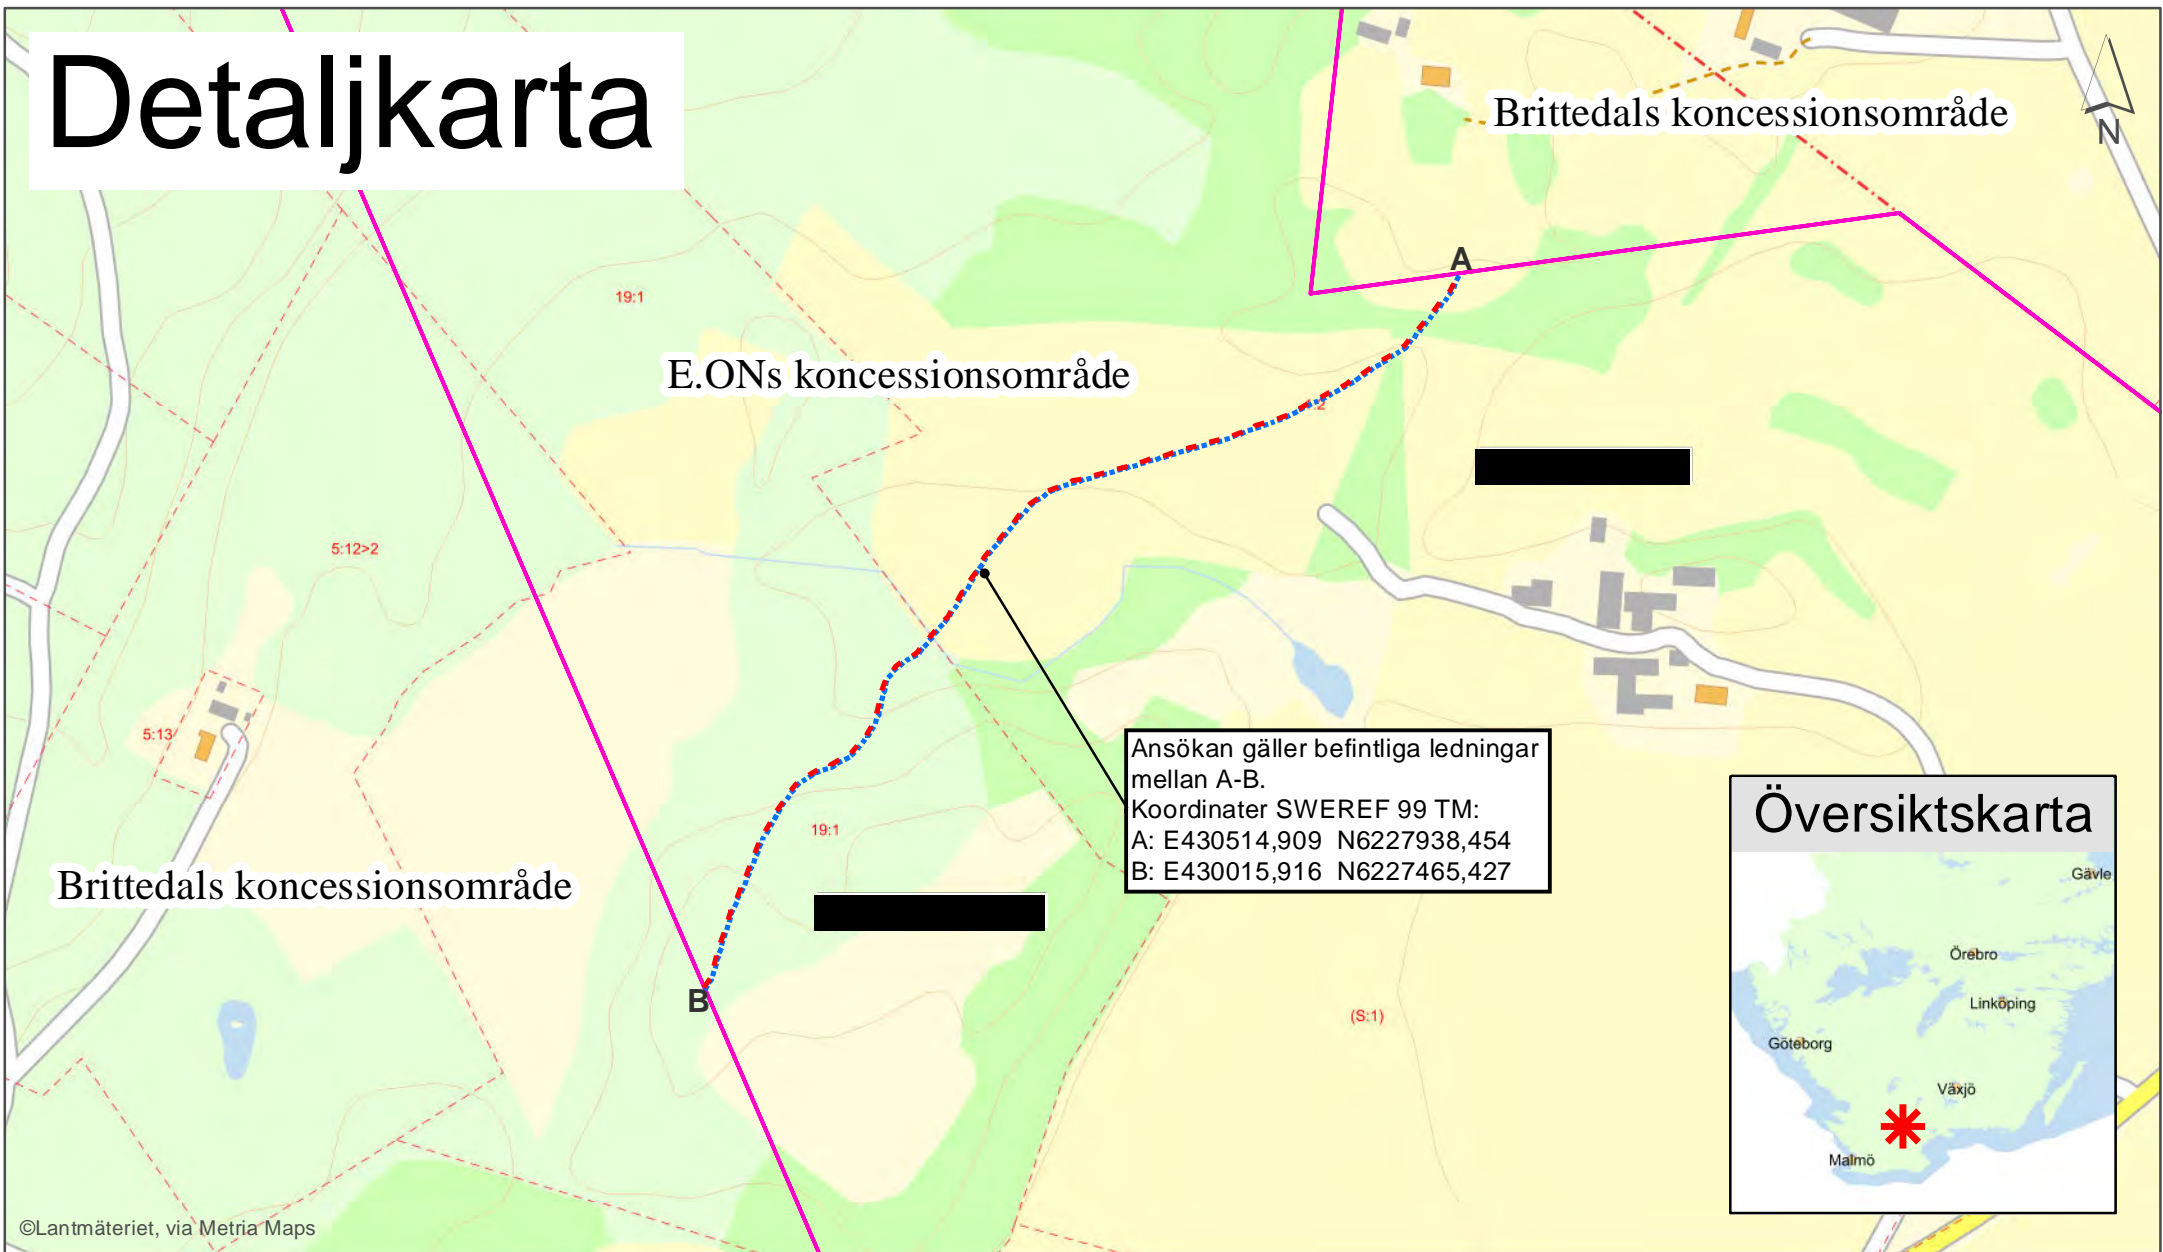 Detaljkarta
Brittedals koncessionsområde
N
A
19:1
E.ONs koncessionsområde
5:12>2
5:13
Ansökan gäller befintliga ledningar
mellan A-B.
Koordinater SWEREF 99 TM:
A: E430514,909 N6227938,454
B: E430015,916 N6227465,427
19:1
Brittedals koncessionsområde
B
(S:1)
Översiktskarta
Gävle
Örebro
Linköping
Göteborg
Växjö
Malmö
©Lantmäteriet, via Metria Maps